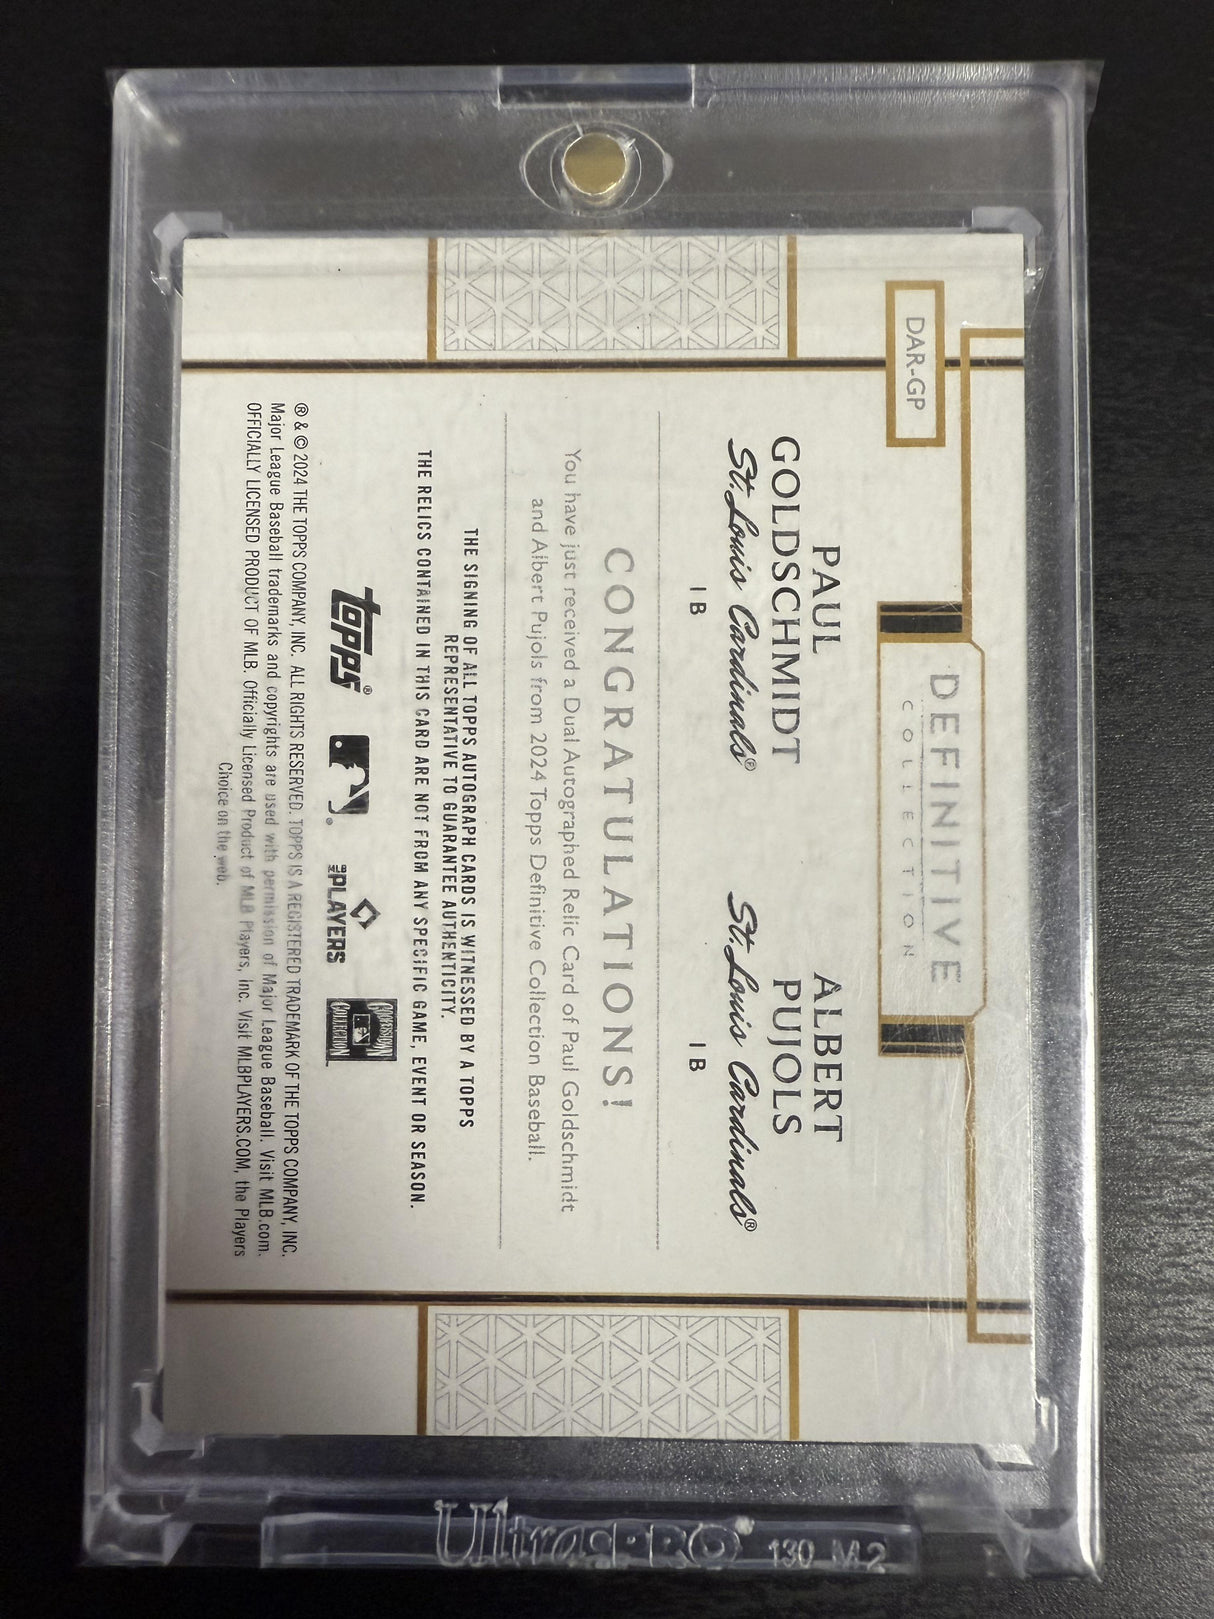 DAR-GP
DEFINITIVE
COLLECTION
PAUL
GOLDSCHMIDT
St. Louis Cardinals®
1B
ALBERT
PUJOLS
St. Louis Cardinals®
1B
CONGRATULATIONS!
You have just received a Dual Autographed Relic Card of Paul Goldschmidt
and Albert Pujols from 2024 Topps Definitive Collection Baseball.
THE SIGNING OF ALL TOPPS AUTOGRAPH CARDS IS WITNESSED BY A TOPPS
REPRESENTATIVE TO GUARANTEE AUTHENTICITY.
THE RELICS CONTAINED IN THIS CARD ARE NOT FROM ANY SPECIFIC GAME, EVENT OR SEASON.
topps®
MLB PLAYERS
COOPERSTOWN
COLLECTION
® & © 2024 THE TOPPS COMPANY, INC. ALL RIGHTS RESERVED. TOPPS IS A REGISTERED TRADEMARK OF THE TOPPS COMPANY, INC.
Major League Baseball trademarks and copyrights are used with permission of Major League Baseball. Visit MLB.com.
OFFICIALLY LICENSED PRODUCT OF MLB. Officially Licensed Product of MLB Players, Inc. Visit MLBPLAYERS.COM, the Players
Choice on the web.
Ultra PRO® 130 M2